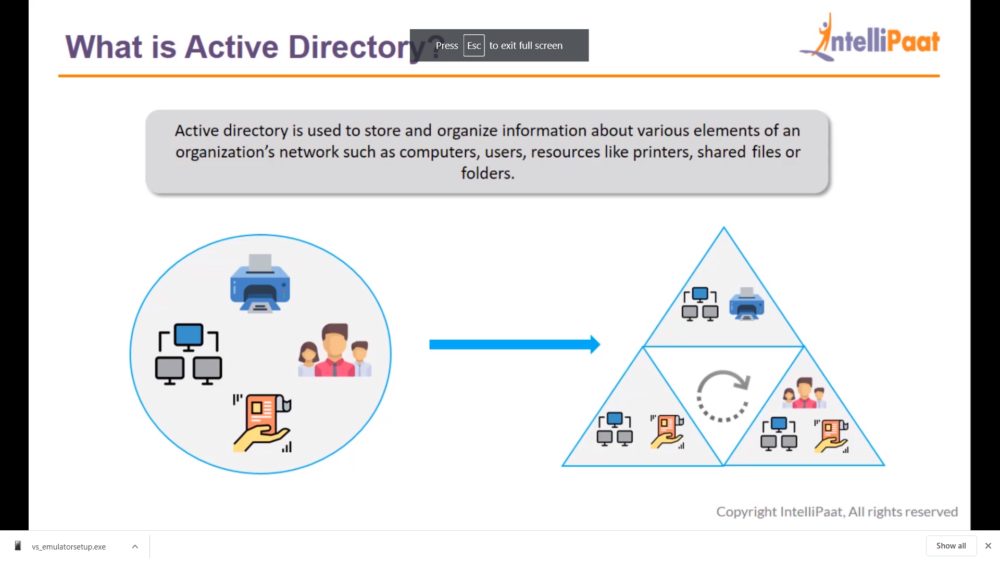 What is Active Directory?
Press Esc to exit full screen
IntelliPaat
Active directory is used to store and organize information about various elements of an
organization’s network such as computers, users, resources like printers, shared files or
folders.
Copyright IntelliPaat, All rights reserved
vs_emulatorsetup.exe
Show all